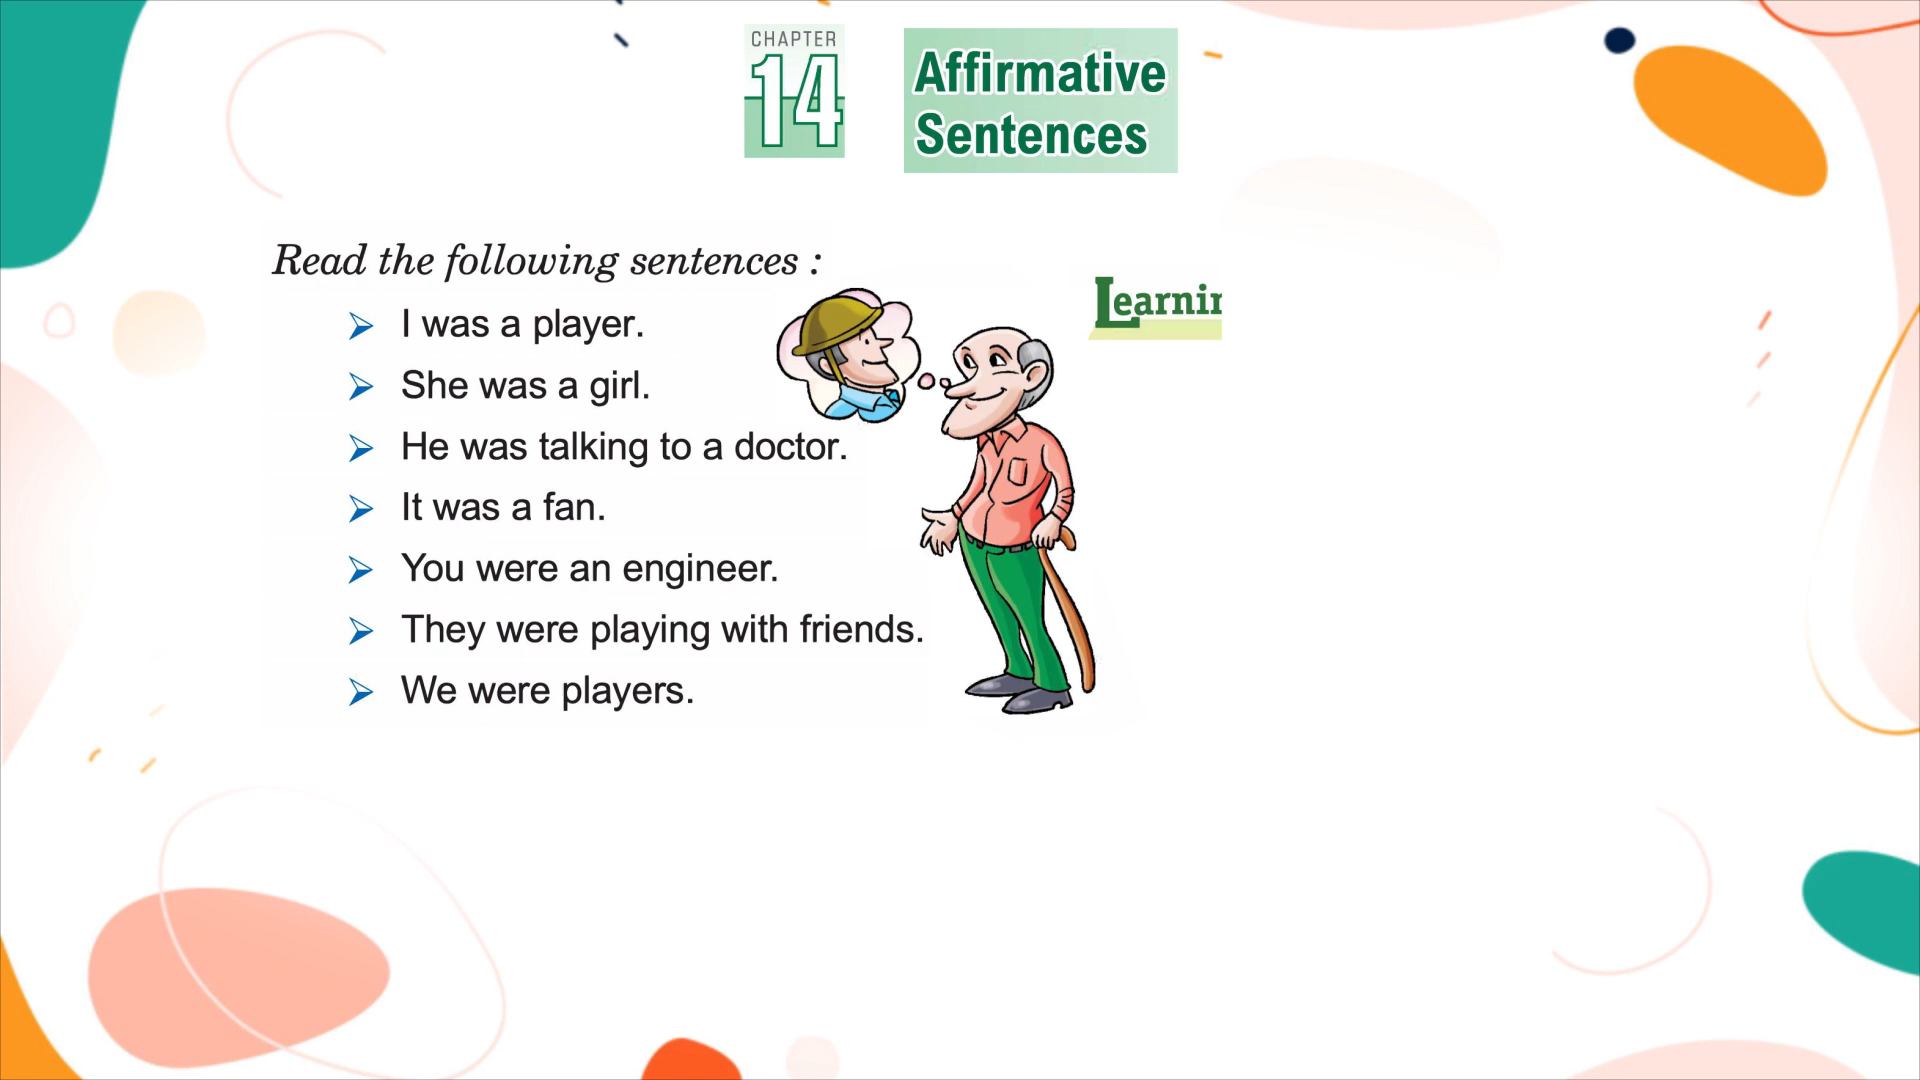 CHAPTER
14
Affirmative
Sentences
Read the following sentences :
I was a player.
She was a girl.
He was talking to a doctor.
It was a fan.
You were an engineer.
They were playing with friends.
We were players.